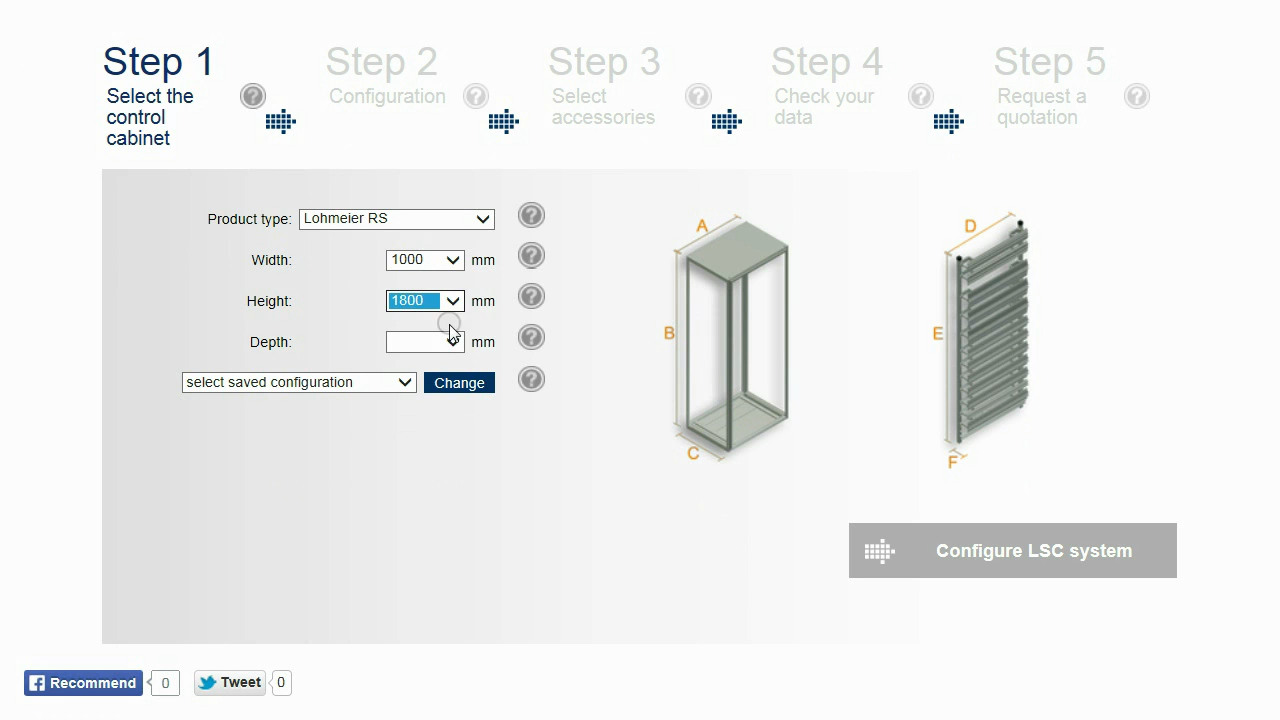 Step 1
Select the
control
cabinet
?
Step 2
Configuration
?
Step 3
Select
accessories
?
Step 4
Check your
data
?
Step 5
Request a
quotation
?
Product type: Lohmeier RS
?
Width: 1000 mm
?
Height: 1800 mm
?
Depth: mm
?
select saved configuration Change
?
A
B
C
D
E
F
Configure LSC system
Recommend 0
Tweet 0